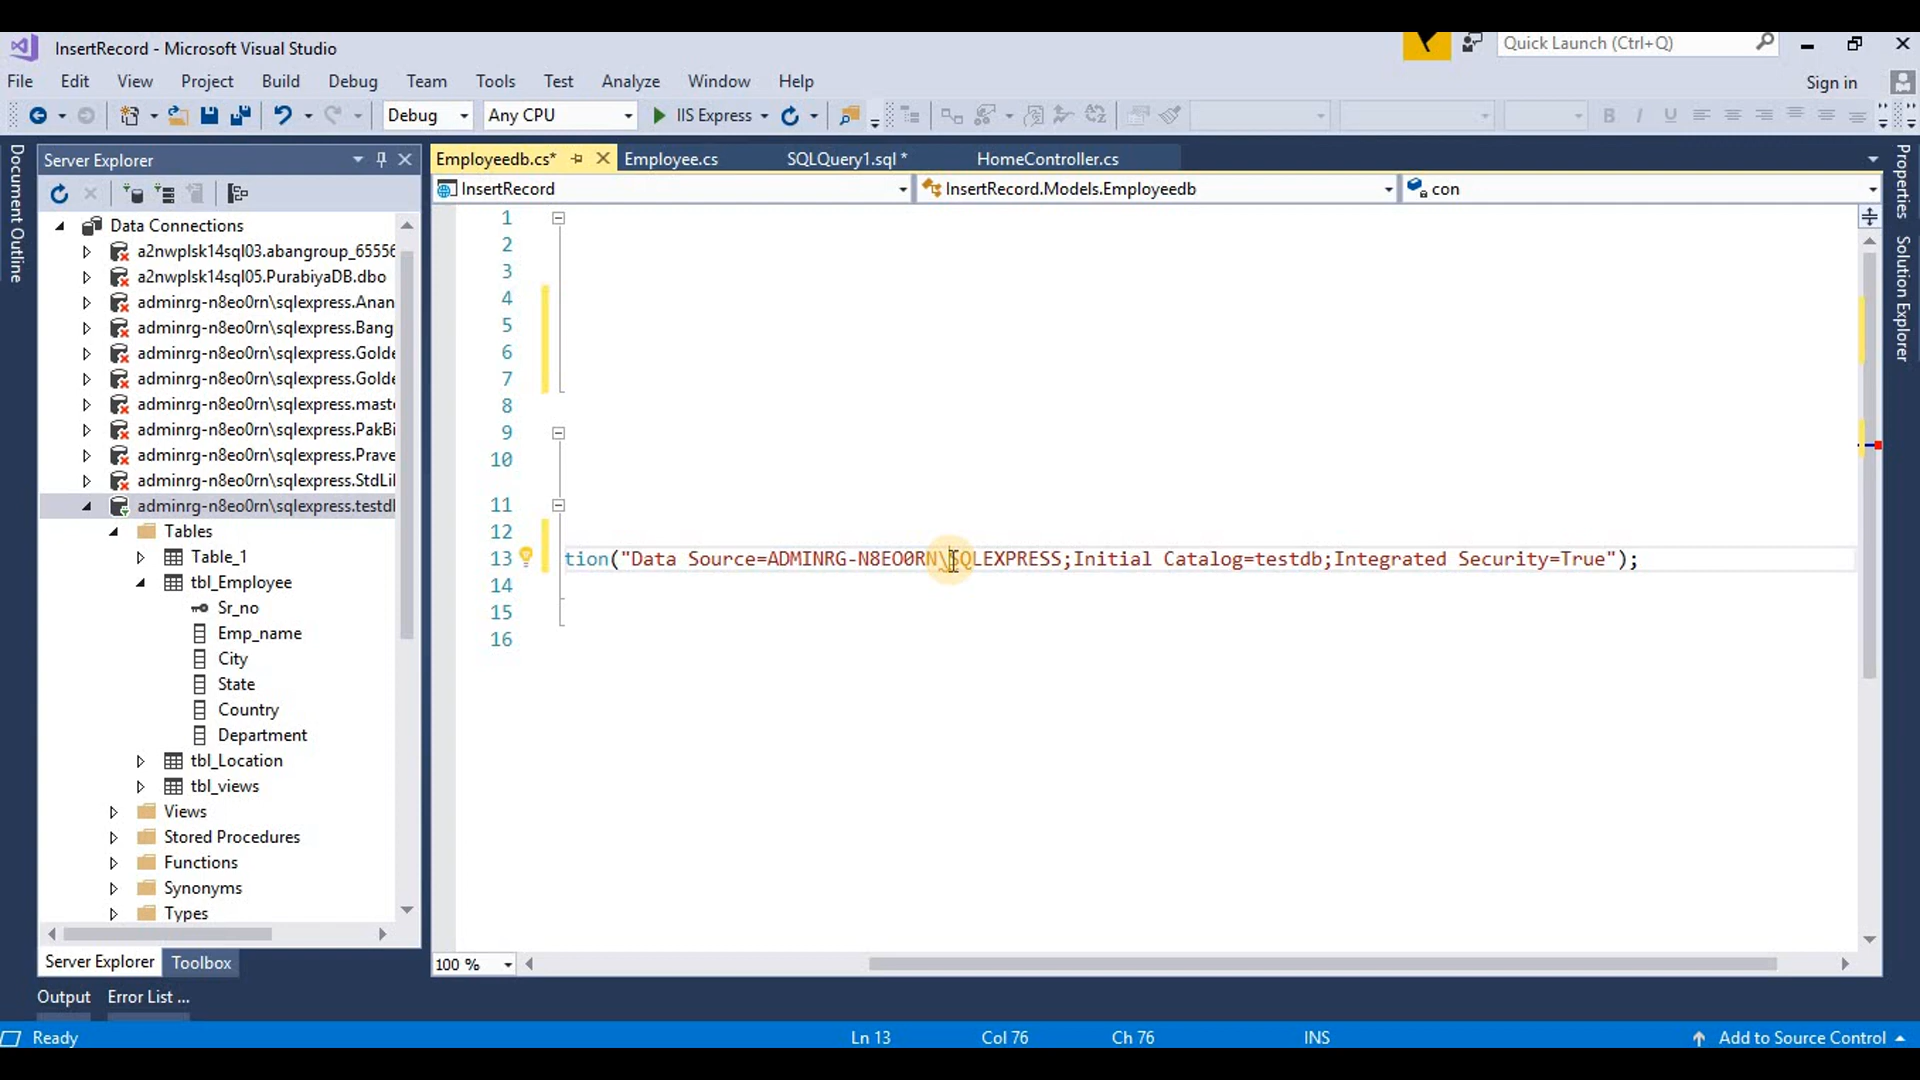 InsertRecord - Microsoft Visual Studio
Quick Launch (Ctrl+Q)
File Edit View Project Build Debug Team Tools Test Analyze Window Help
Sign in
Debug Any CPU IIS Express B I U
Document Outline
Server Explorer
Employeedb.cs* Employee.cs SQLQuery1.sql * HomeController.cs
InsertRecord InsertRecord.Models.Employeedb con
Properties
Solution Explorer
Data Connections
a2nwplsk14sql03.abangroup_65556
a2nwplsk14sql05.PurabiyaDB.dbo
adminrg-n8eo0rn\sqlexpress.Anan
adminrg-n8eo0rn\sqlexpress.Bang
adminrg-n8eo0rn\sqlexpress.Golde
adminrg-n8eo0rn\sqlexpress.Golde
adminrg-n8eo0rn\sqlexpress.mast
adminrg-n8eo0rn\sqlexpress.PakBi
adminrg-n8eo0rn\sqlexpress.Prave
adminrg-n8eo0rn\sqlexpress.StdLi
adminrg-n8eo0rn\sqlexpress.testdl
Tables
Table_1
tbl_Employee
Sr_no
Emp_name
City
State
Country
Department
tbl_Location
tbl_views
Views
Stored Procedures
Functions
Synonyms
Types
1
2
3
4
5
6
7
8
9
10
11
12
13 tion("Data Source=ADMINRG-N8EO0RN\SQLEXPRESS;Initial Catalog=testdb;Integrated Security=True");
14
15
16
100 %
Server Explorer Toolbox
Output Error List ...
Ready Ln 13 Col 76 Ch 76 INS Add to Source Control